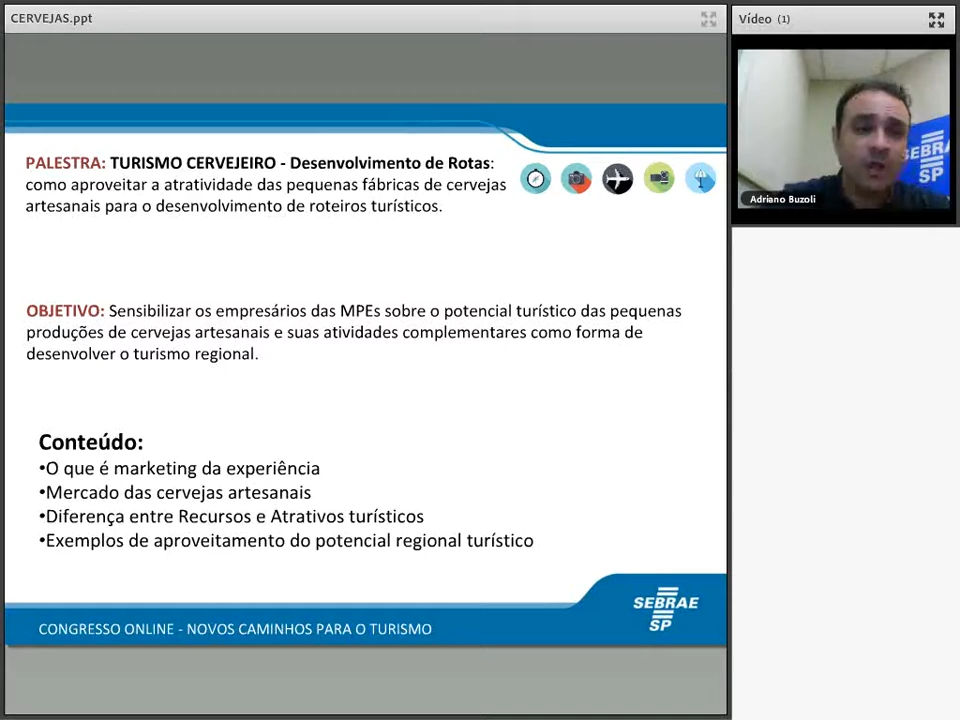 CERVEJAS.ppt
Vídeo (1)
PALESTRA: TURISMO CERVEJEIRO - Desenvolvimento de Rotas:
como aproveitar a atratividade das pequenas fábricas de cervejas
artesanais para o desenvolvimento de roteiros turísticos.
SEBRA
SP
Adriano Buzoli
OBJETIVO: Sensibilizar os empresários das MPEs sobre o potencial turístico das pequenas
produções de cervejas artesanais e suas atividades complementares como forma de
desenvolver o turismo regional.
Conteúdo:
•O que é marketing da experiência
•Mercado das cervejas artesanais
•Diferença entre Recursos e Atrativos turísticos
•Exemplos de aproveitamento do potencial regional turístico
SEBRAE
SP
CONGRESSO ONLINE - NOVOS CAMINHOS PARA O TURISMO